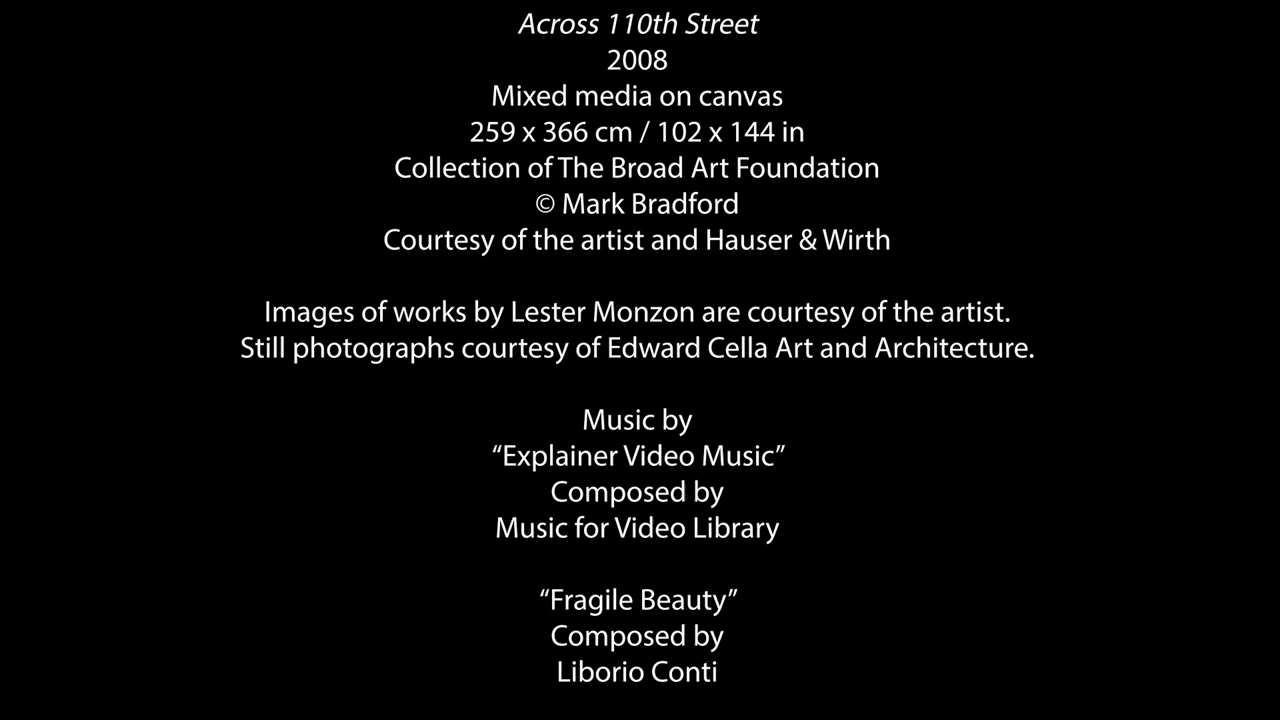 Across 110th Street
2008
Mixed media on canvas
259 x 366 cm / 102 x 144 in
Collection of The Broad Art Foundation
© Mark Bradford
Courtesy of the artist and Hauser & Wirth
Images of works by Lester Monzon are courtesy of the artist.
Still photographs courtesy of Edward Cella Art and Architecture.
Music by
“Explainer Video Music”
Composed by
Music for Video Library
“Fragile Beauty”
Composed by
Liborio Conti